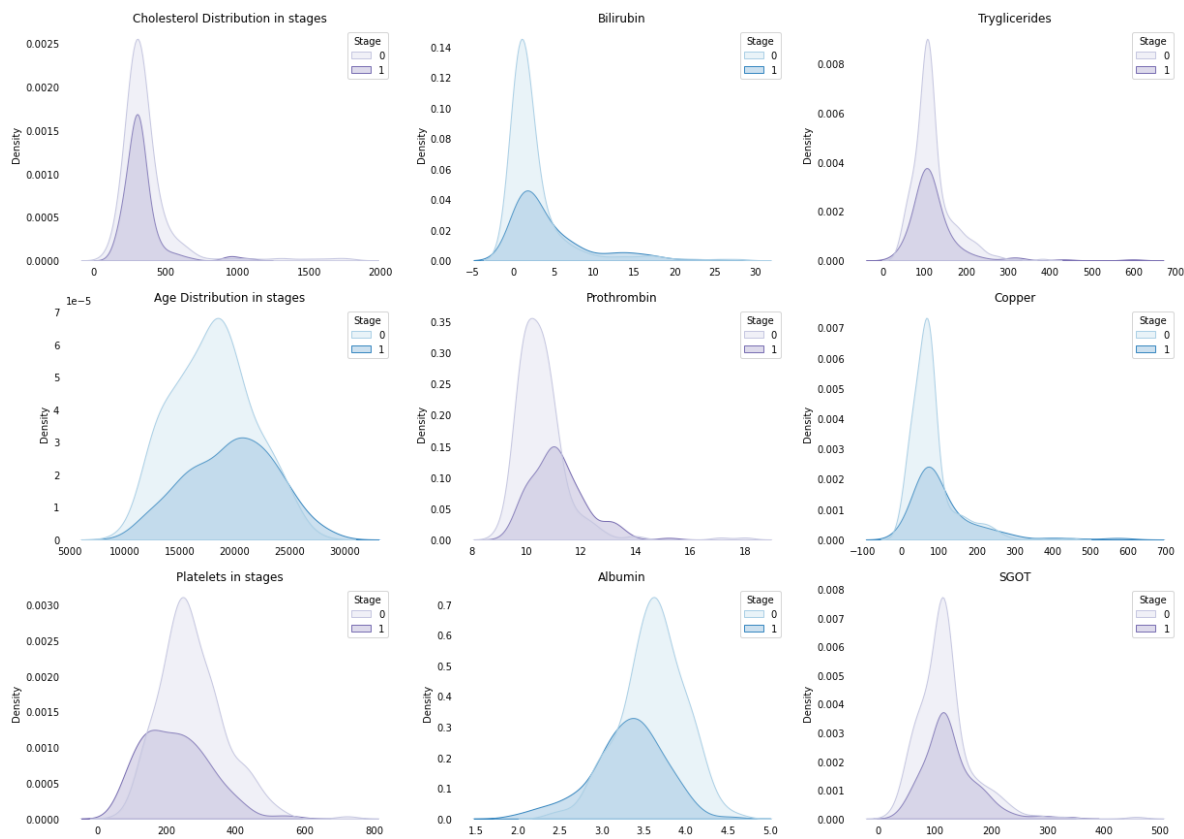 Cholesterol Distribution in stages
Density
0.0025
0.0020
0.0015
0.0010
0.0005
0.0000
0 500 1000 1500 2000
Stage
0
1
Bilirubin
Density
0.14
0.12
0.10
0.08
0.06
0.04
0.02
0.00
−5 0 5 10 15 20 25 30
Stage
0
1
Tryglicerides
Density
0.008
0.006
0.004
0.002
0.000
0 100 200 300 400 500 600 700
Stage
0
1
Age Distribution in stages
1e−5
Density
7
6
5
4
3
2
1
0
5000 10000 15000 20000 25000 30000
Stage
0
1
Prothrombin
Density
0.35
0.30
0.25
0.20
0.15
0.10
0.05
0.00
8 10 12 14 16 18
Stage
0
1
Copper
Density
0.007
0.006
0.005
0.004
0.003
0.002
0.001
0.000
−100 0 100 200 300 400 500 600 700
Stage
0
1
Platelets in stages
Density
0.0030
0.0025
0.0020
0.0015
0.0010
0.0005
0.0000
0 200 400 600 800
Stage
0
1
Albumin
Density
0.7
0.6
0.5
0.4
0.3
0.2
0.1
0.0
1.5 2.0 2.5 3.0 3.5 4.0 4.5 5.0
Stage
0
1
SGOT
Density
0.008
0.007
0.006
0.005
0.004
0.003
0.002
0.001
0.000
0 100 200 300 400 500
Stage
0
1